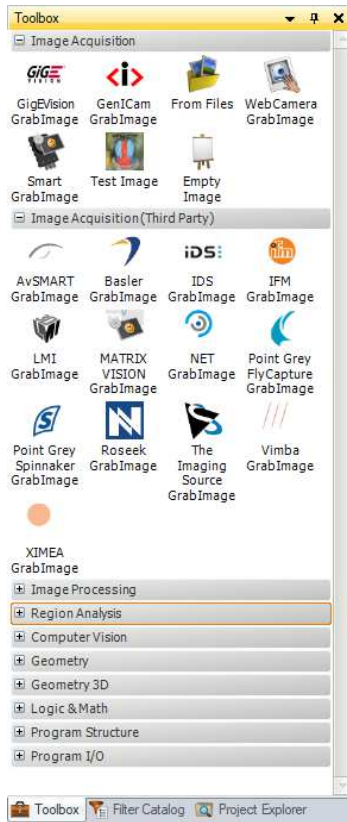 Toolbox
Image Acquisition
GIGE
VISION
<i>
GigEVision GenICam From Files WebCamera
GrabImage GrabImage GrabImage
Smart Test Image Empty
GrabImage Image
Image Acquisition (Third Party)
iDS:
ifm
AvSMART Basler IDS IFM
GrabImage GrabImage GrabImage GrabImage
LMI MATRIX NET Point Grey
GrabImage VISION GrabImage FlyCapture
GrabImage GrabImage
S
N
Point Grey Roseek The Vimba
Spinnaker GrabImage Imaging GrabImage
GrabImage Source
GrabImage
XIMEA
GrabImage
Image Processing
Region Analysis
Computer Vision
Geometry
Geometry 3D
Logic & Math
Program Structure
Program I/O
Toolbox Filter Catalog Project Explorer